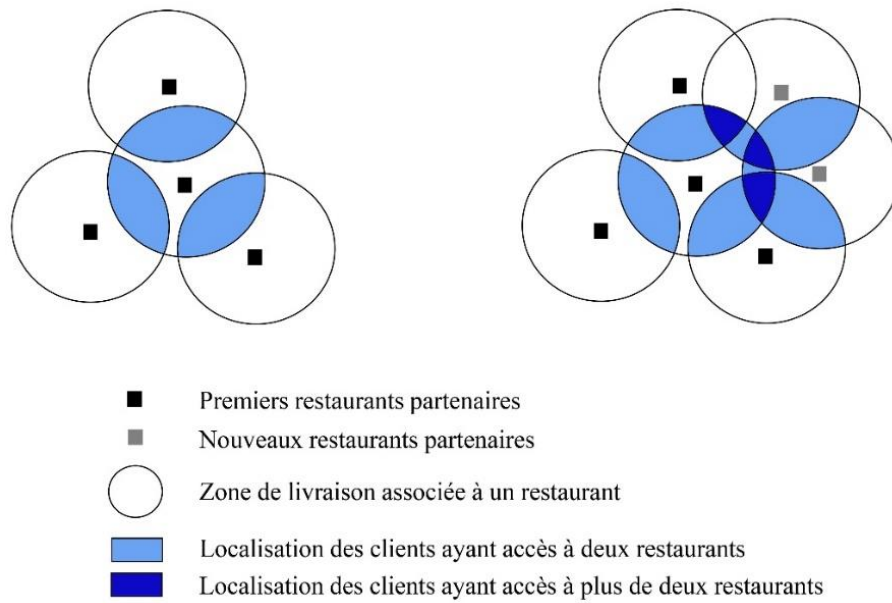 Premiers restaurants partenaires
Nouveaux restaurants partenaires
Zone de livraison associée à un restaurant
Localisation des clients ayant accès à deux restaurants
Localisation des clients ayant accès à plus de deux restaurants